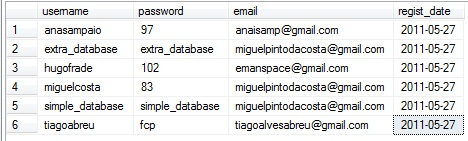 username password email regist_date
1 anasampaio 97 anaisamp@gmail.com 2011-05-27
2 extra_database extra_database miguelpintodacosta@gmail.com 2011-05-27
3 hugofrade 102 emanspace@gmail.com 2011-05-27
4 miguelcosta 83 miguelpintodacosta@gmail.com 2011-05-27
5 simple_database simple_database miguelpintodacosta@gmail.com 2011-05-27
6 tiagoabreu fcp tiagoalvesabreu@gmail.com 2011-05-27